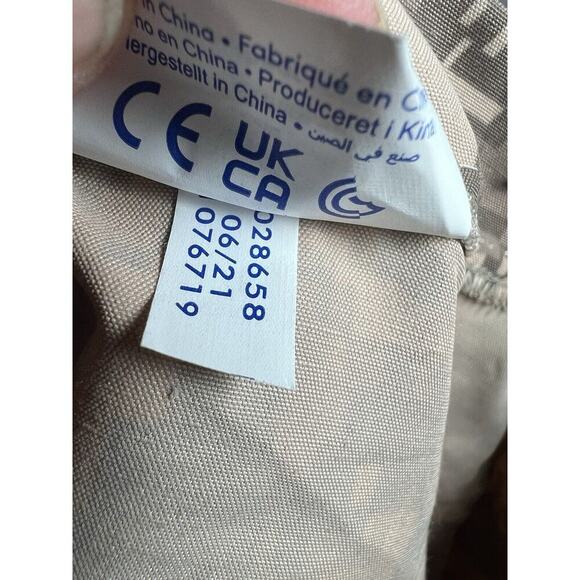 in China • Fabriqué en
no en China • Produceret i
ergestellt in China •
صنع في الصين
CE UK
CA
028658
06/21
076719